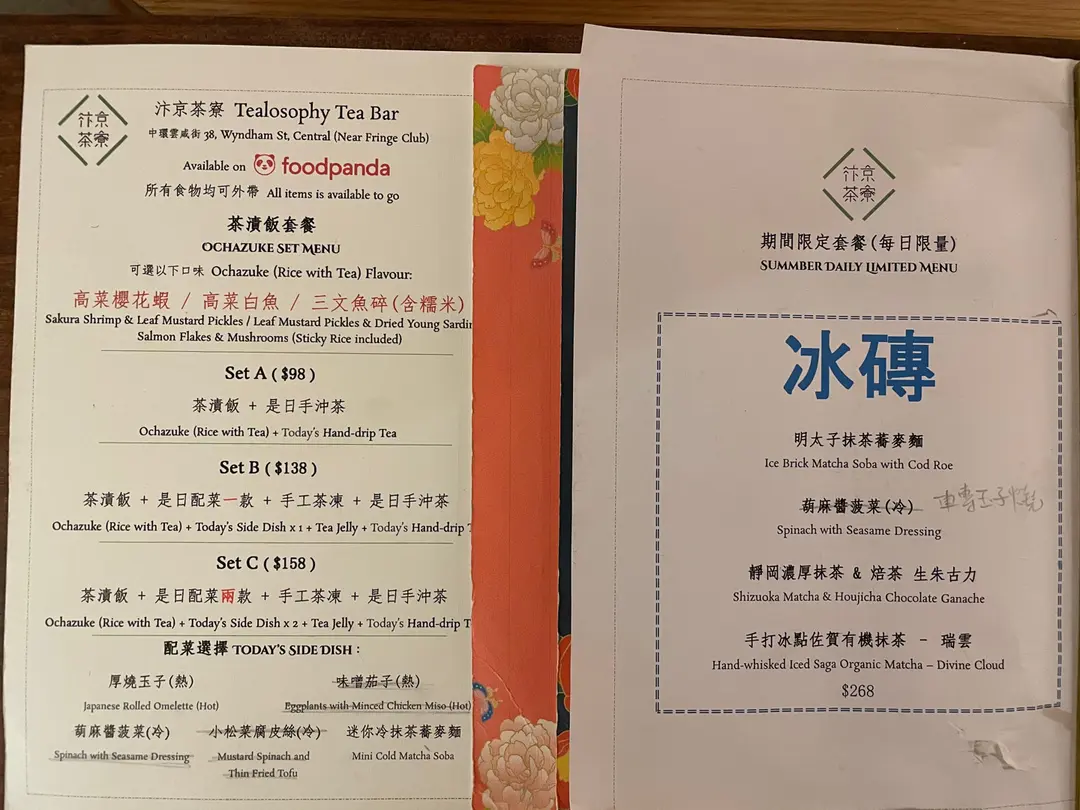 汴京茶寮
汴京茶寮 Tealosophy Tea Bar
中環雲咸街 38, Wyndham St, Central (Near Fringe Club)
Available on foodpanda
所有食物均可外帶 All items is available to go
茶漬飯套餐
OCHAZUKE SET MENU
可選以下口味 Ochazuke (Rice with Tea) Flavour:
高菜櫻花蝦 / 高菜白魚 / 三文魚碎(含糯米)
Sakura Shrimp & Leaf Mustard Pickles / Leaf Mustard Pickles & Dried Young Sardin
Salmon Flakes & Mushrooms (Sticky Rice included)
Set A ( $98 )
茶漬飯 + 是日手沖茶
Ochazuke (Rice with Tea) + Today's Hand-drip Tea
Set B ( $138 )
茶漬飯 + 是日配菜一款 + 手工茶凍 + 是日手沖茶
Ochazuke (Rice with Tea) + Today's Side Dish x 1 + Tea Jelly + Today's Hand-drip T
Set C ( $158 )
茶漬飯 + 是日配菜兩款 + 手工茶凍 + 是日手沖茶
Ochazuke (Rice with Tea) + Today's Side Dish x 2 + Tea Jelly + Today's Hand-drip T
配菜選擇 TODAY'S SIDE DISH :
厚燒玉子(熱) 味噌茄子(熱)
Japanese Rolled Omelette (Hot) Eggplants with Minced Chicken Miso (Hot)
葫麻醬菠菜(冷) 小松菜腐皮絲(冷) 迷你冷抹茶蕎麥麵
Spinach with Seasame Dressing Mustard Spinach and Mini Cold Matcha Soba
Thin Fried Tofu
汴京茶寮
期間限定套餐(每日限量)
SUMMBER DAILY LIMITED MENU
冰磚
明太子抹茶蕎麥麵
Ice Brick Matcha Soba with Cod Roe
葫麻醬菠菜(冷)
Spinach with Seasame Dressing
靜岡濃厚抹茶 & 焙茶 生朱古力
Shizuoka Matcha & Houjicha Chocolate Ganache
手打冰點佐賀有機抹茶 - 瑞雲
Hand-whisked Iced Saga Organic Matcha – Divine Cloud
$268